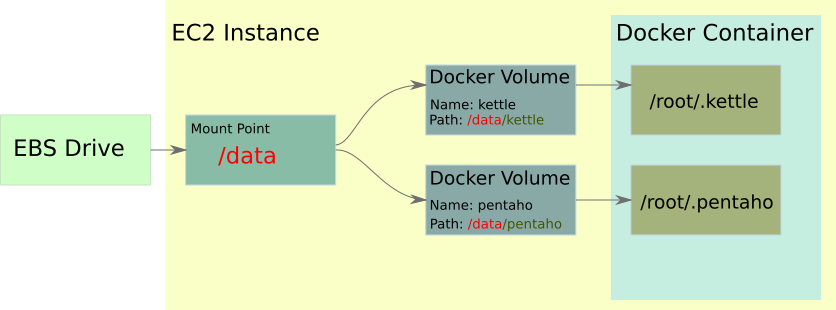 EC2 Instance
Docker Container
EBS Drive
Mount Point
/data
Docker Volume
Name: kettle
Path: /data/kettle
/root/.kettle
Docker Volume
Name: pentaho
Path: /data/pentaho
/root/.pentaho